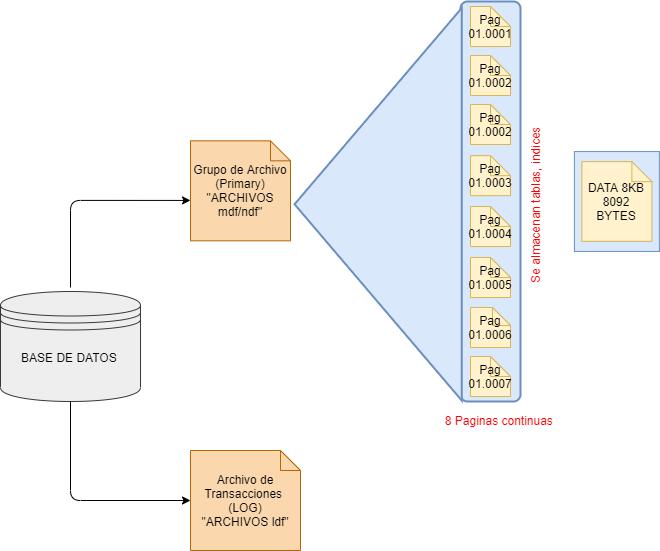 Pag
01.0001
Pag
01.0002
Pag
01.0002
Pag
01.0003
Pag
01.0004
Pag
01.0005
Pag
01.0006
Pag
01.0007
Se almacenan tablas, indices
DATA 8KB
8092
BYTES
Grupo de Archivo
(Primary)
"ARCHIVOS
mdf/ndf"
BASE DE DATOS
8 Paginas continuas
Archivo de
Transacciones
(LOG)
"ARCHIVOS ldf"